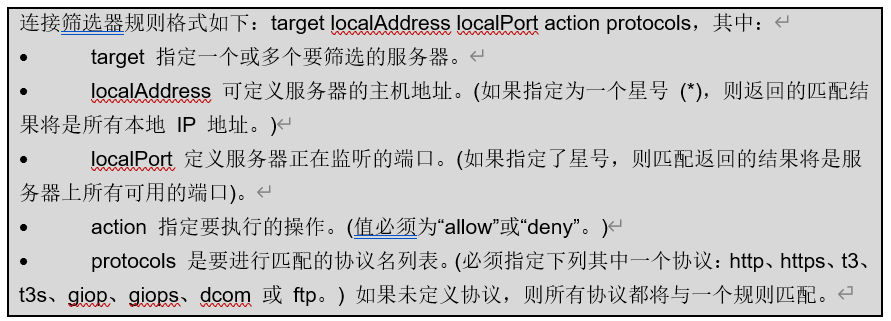 连接筛选器规则格式如下：target localAddress localPort action protocols，其中：
• target 指定一个或多个要筛选的服务器。
• localAddress 可定义服务器的主机地址。(如果指定为一个星号 (*)，则返回的匹配结
果将是所有本地 IP 地址。)
• localPort 定义服务器正在监听的端口。(如果指定了星号，则匹配返回的结果将是服
务器上所有可用的端口)。
• action 指定要执行的操作。(值必须为“allow”或“deny”。)
• protocols 是要进行匹配的协议名列表。(必须指定下列其中一个协议：http、https、t3、
t3s、giop、giops、dcom 或 ftp。) 如果未定义协议，则所有协议都将与一个规则匹配。